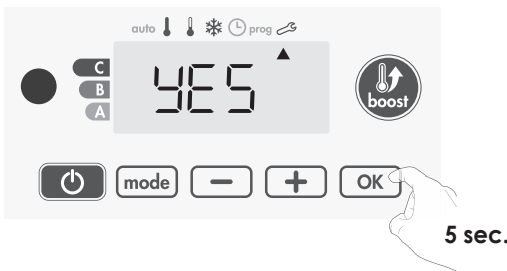 auto prog
C
B
A
YES
boost
mode − + OK
5 sec.